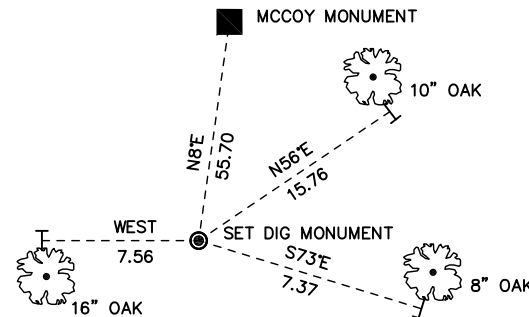 MCCOY MONUMENT
10" OAK
N8°E
55.70
N56°E
15.76
WEST
7.56
SET DIG MONUMENT
S73°E
7.37
8" OAK
16" OAK